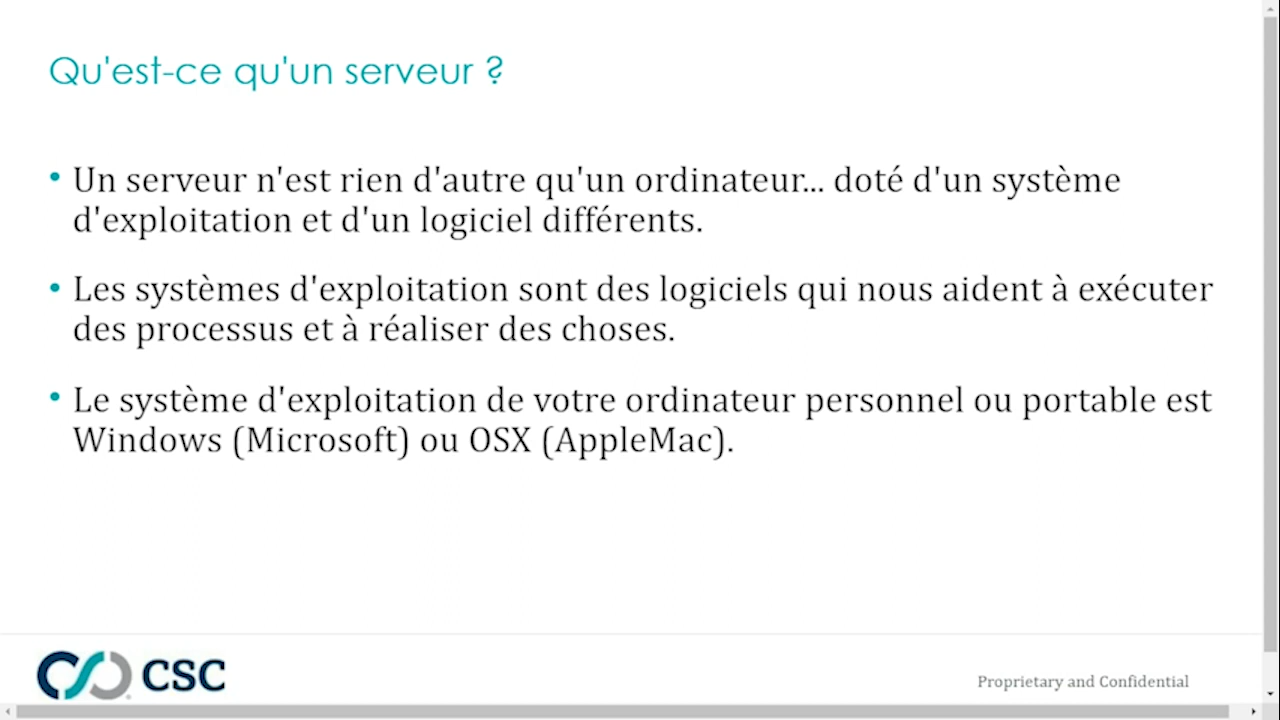 Qu'est-ce qu'un serveur ?
• Un serveur n'est rien d'autre qu'un ordinateur... doté d'un système
d'exploitation et d'un logiciel différents.
• Les systèmes d'exploitation sont des logiciels qui nous aident à exécuter
des processus et à réaliser des choses.
• Le système d'exploitation de votre ordinateur personnel ou portable est
Windows (Microsoft) ou OSX (AppleMac).
CSC
Proprietary and Confidential